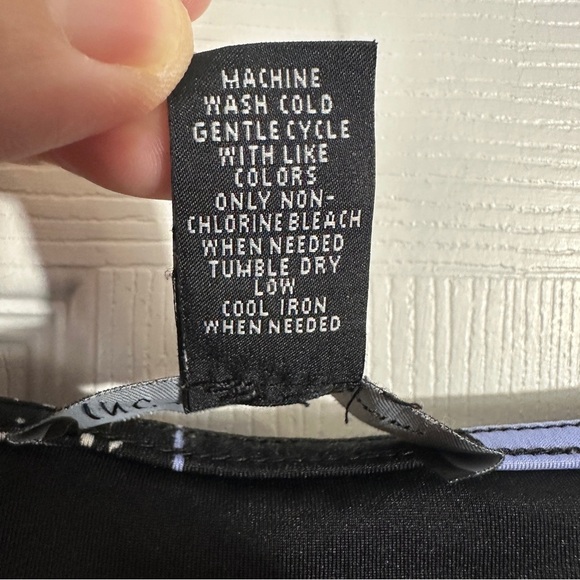 MACHINE
WASH COLD
GENTLE CYCLE
WITH LIKE
COLORS
ONLY NON-
CHLORINE BLEACH
WHEN NEEDED
TUMBLE DRY
LOW
COOL IRON
WHEN NEEDED